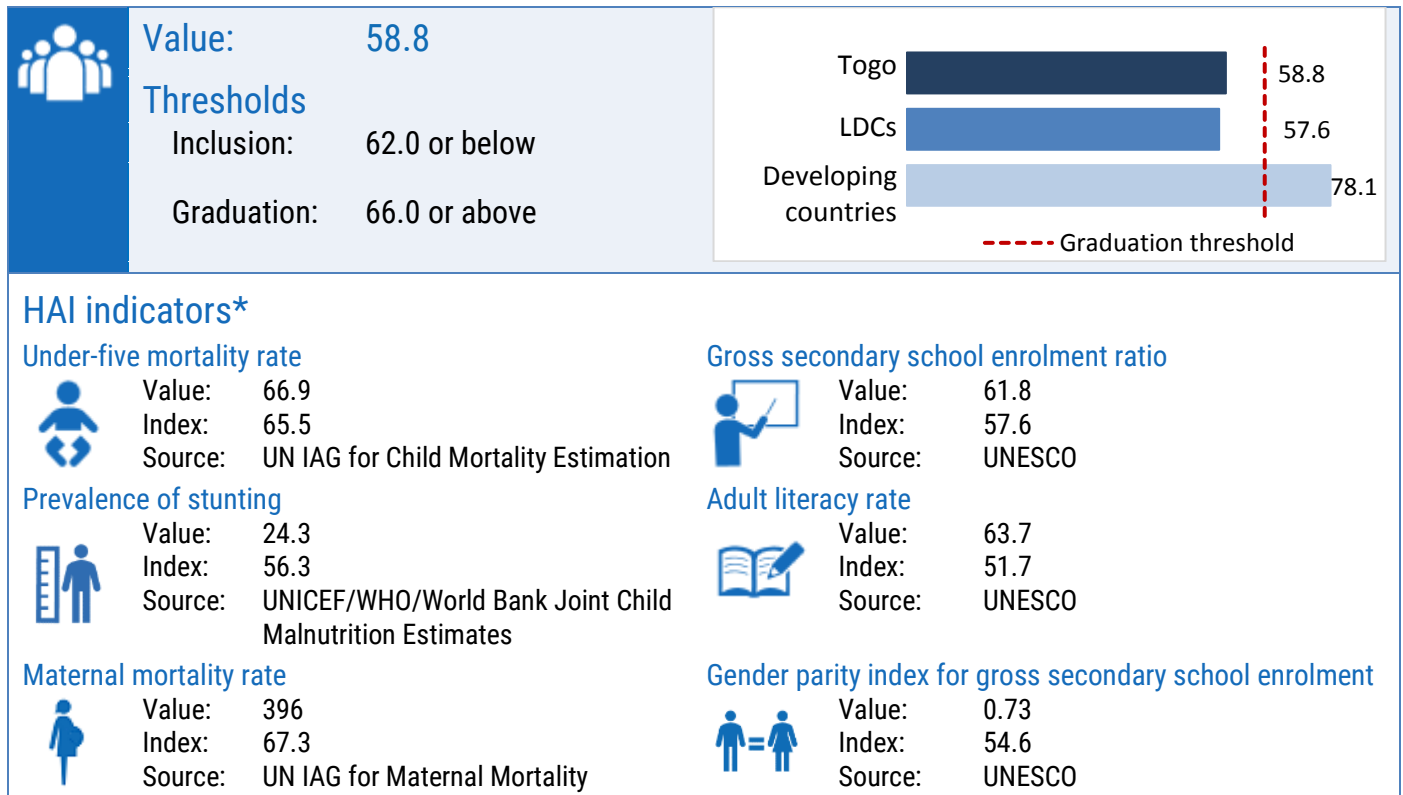 Value: 58.8
Thresholds
Inclusion: 62.0 or below
Graduation: 66.0 or above
Togo 58.8
LDCs 57.6
Developing
countries 78.1
Graduation threshold
HAI indicators*
Under-five mortality rate
Value: 66.9
Index: 65.5
Source: UN IAG for Child Mortality Estimation
Prevalence of stunting
Value: 24.3
Index: 56.3
Source: UNICEF/WHO/World Bank Joint Child
Malnutrition Estimates
Maternal mortality rate
Value: 396
Index: 67.3
Source: UN IAG for Maternal Mortality
Gross secondary school enrolment ratio
Value: 61.8
Index: 57.6
Source: UNESCO
Adult literacy rate
Value: 63.7
Index: 51.7
Source: UNESCO
Gender parity index for gross secondary school enrolment
Value: 0.73
Index: 54.6
Source: UNESCO